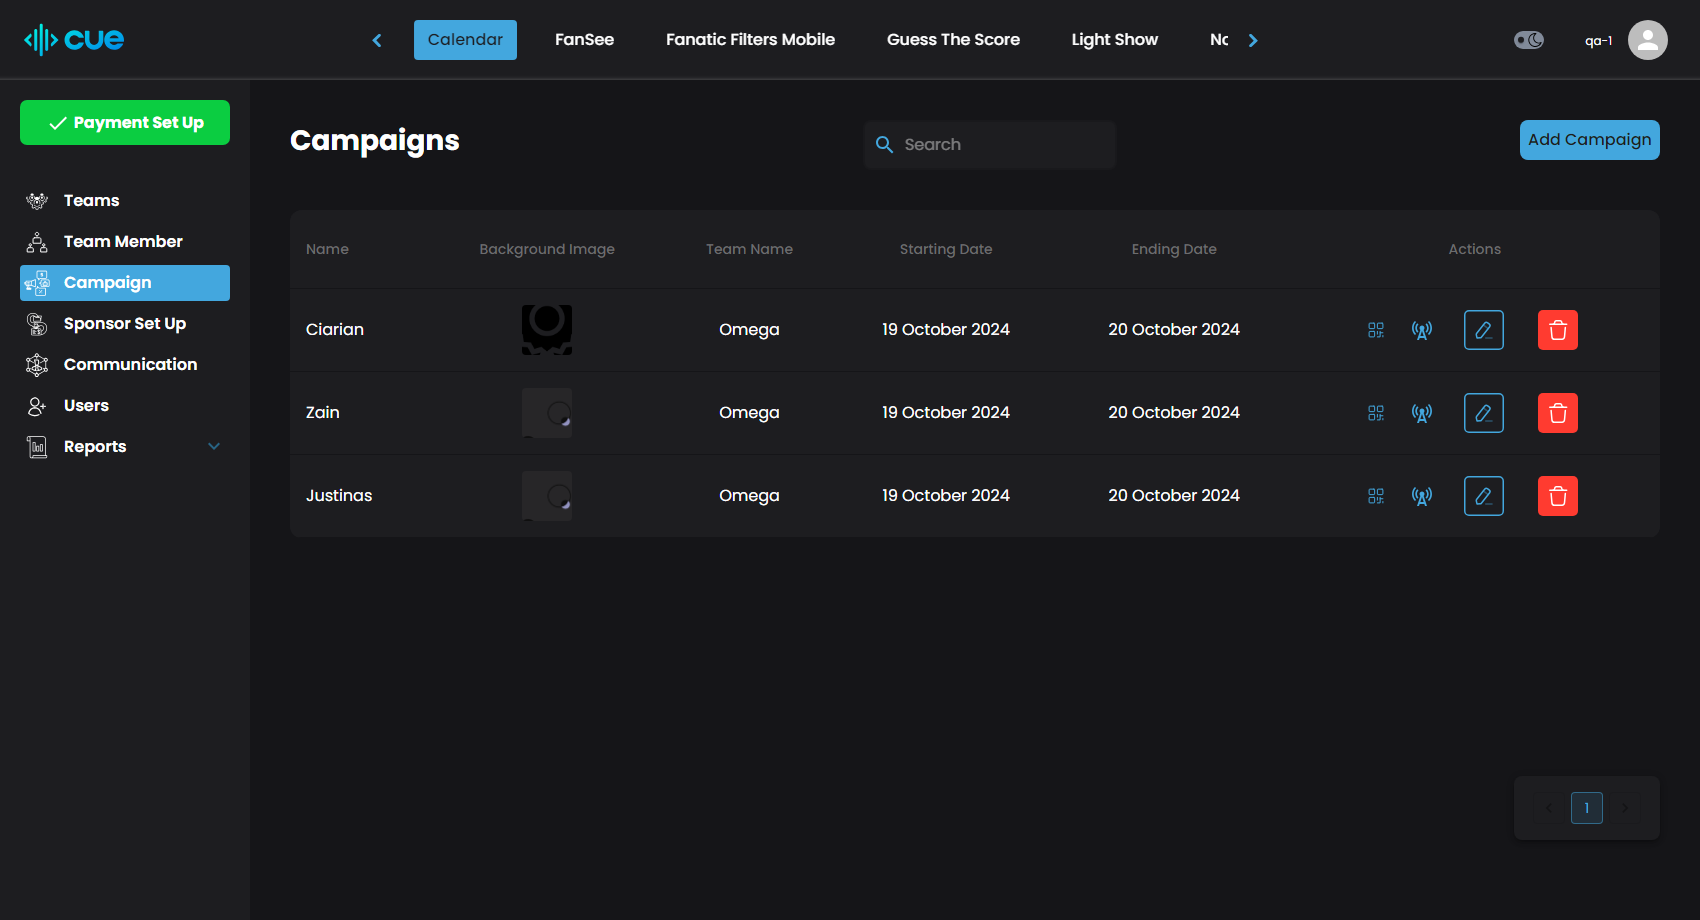 cue
Calendar
FanSee
Fanatic Filters Mobile
Guess The Score
Light Show
qa-1
Payment Set Up
Teams
Team Member
Campaign
Sponsor Set Up
Communication
Users
Reports
Campaigns
Search
Add Campaign
Name Background Image Team Name Starting Date Ending Date Actions
Ciarian Omega 19 October 2024 20 October 2024
Zain Omega 19 October 2024 20 October 2024
Justinas Omega 19 October 2024 20 October 2024
1